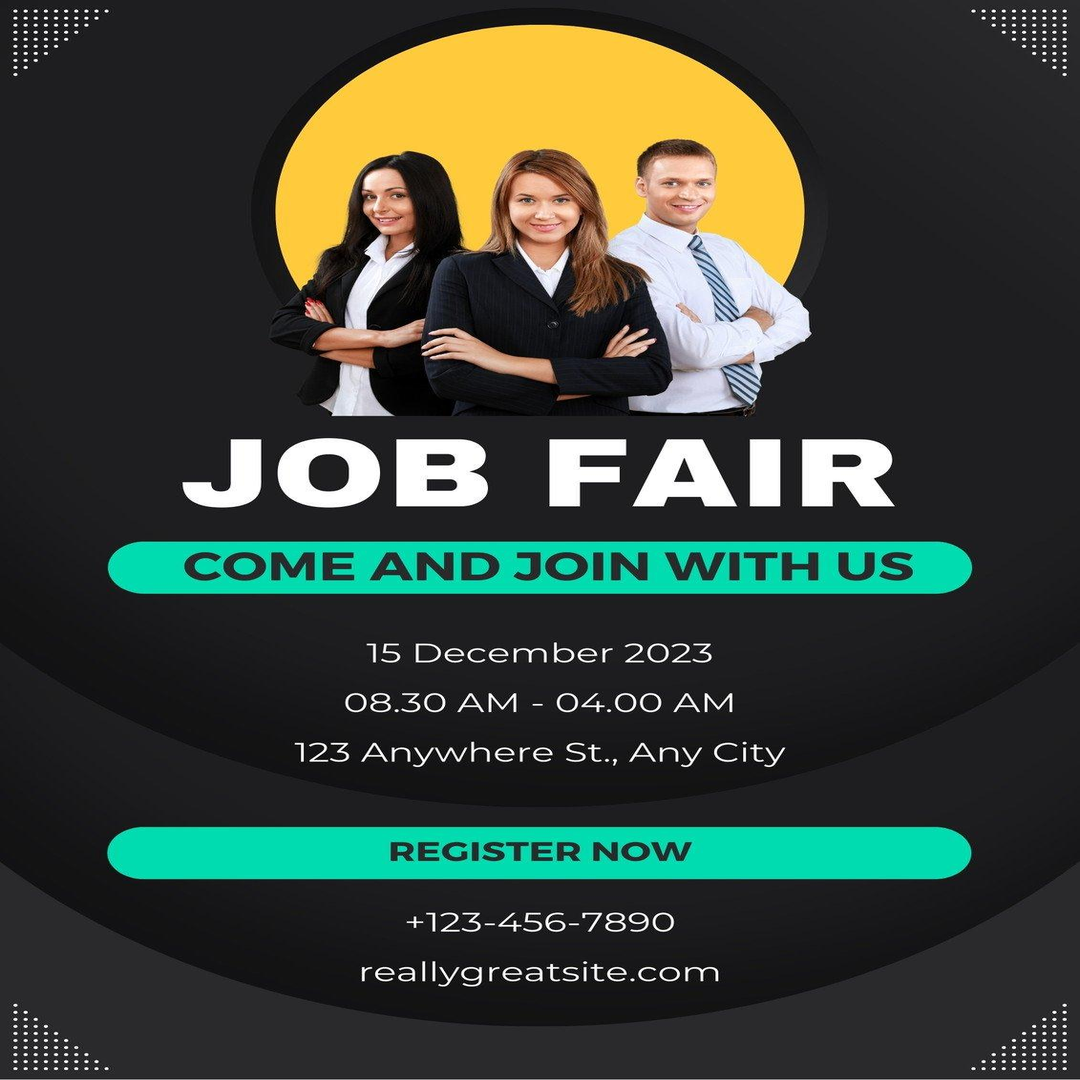 JOB FAIR
COME AND JOIN WITH US
15 December 2023
08.30 AM - 04.00 AM
123 Anywhere St., Any City
REGISTER NOW
+123-456-7890
reallygreatsite.com